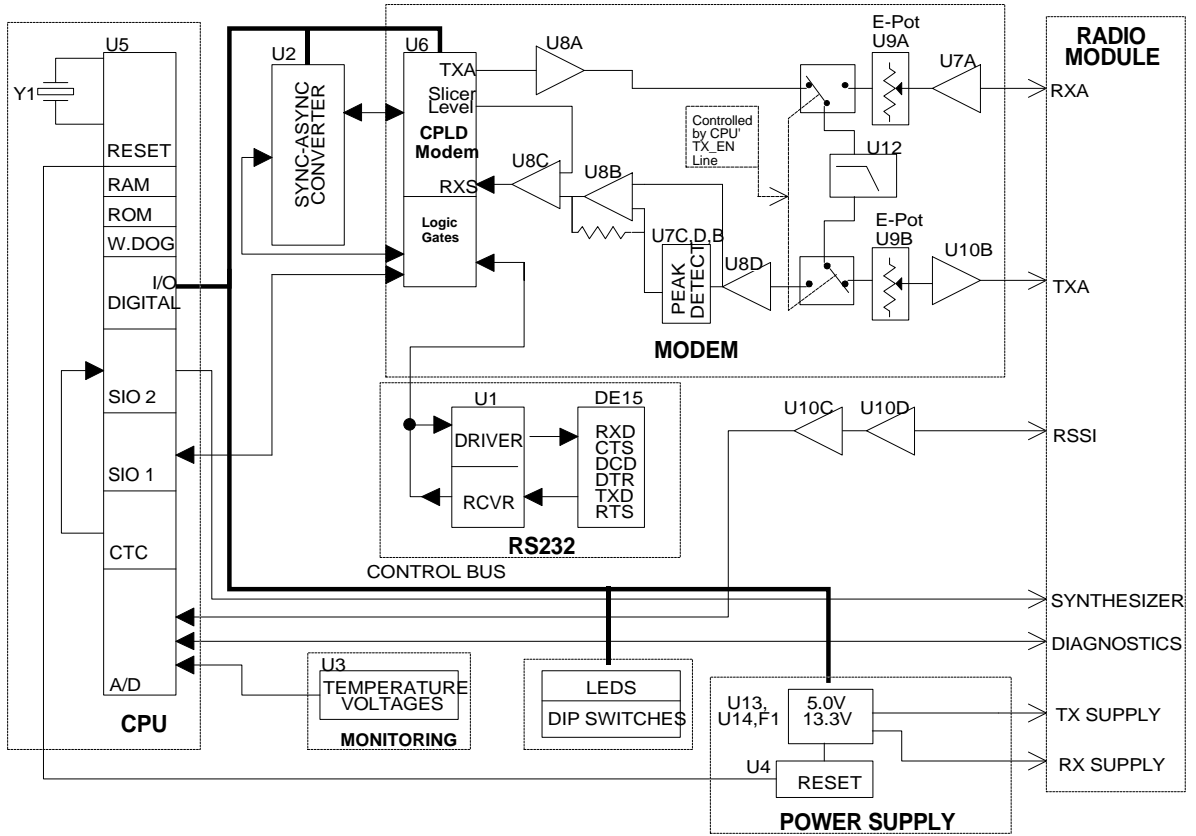 U5
Y1
RESET
RAM
ROM
W.DOG
I/O
DIGITAL
SIO 2
SIO 1
CTC
A/D
CPU
U2
SYNC-ASYNC
CONVERTER
U6
TXA
Slicer
Level
CPLD
Modem
RXS
Logic
Gates
U8A
U8C
U8B
Controlled
by CPU'
TX_EN
Line
U7C,D,B
PEAK
DETECT
U8D
E-Pot
U9A
U7A
U12
E-Pot
U9B
U10B
MODEM
RADIO
MODULE
RXA
TXA
RSSI
SYNTHESIZER
DIAGNOSTICS
TX SUPPLY
RX SUPPLY
U1
DRIVER
RCVR
DE15
RXD
CTS
DCD
DTR
TXD
RTS
RS232
U10C
U10D
CONTROL BUS
U3
TEMPERATURE
VOLTAGES
MONITORING
LEDS
DIP SWITCHES
U13,
U14,F1
5.0V
13.3V
U4
RESET
POWER SUPPLY